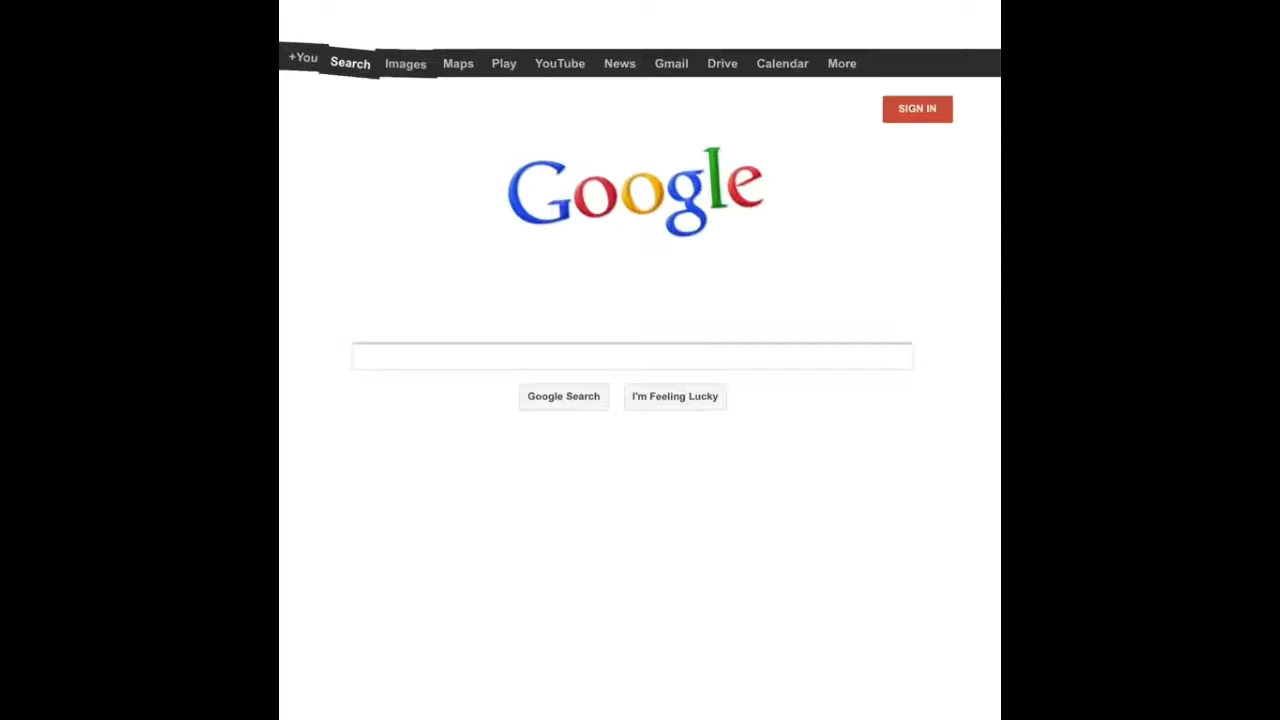 +You Search Images Maps Play YouTube News Gmail Drive Calendar More
SIGN IN
Google
Google Search I'm Feeling Lucky